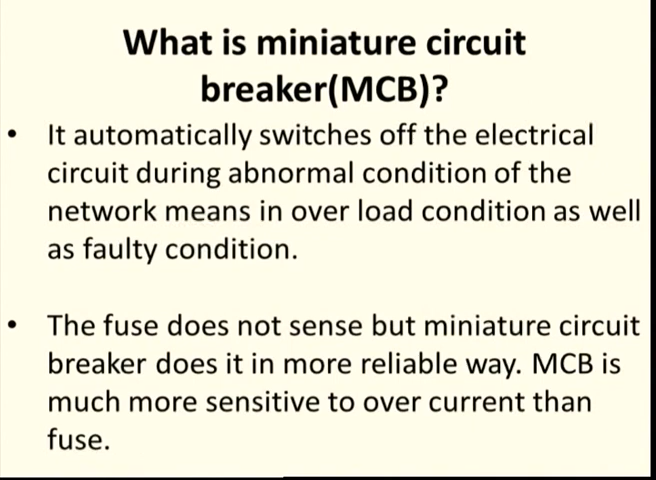 What is miniature circuit
breaker(MCB)?
• It automatically switches off the electrical
circuit during abnormal condition of the
network means in over load condition as well
as faulty condition.
• The fuse does not sense but miniature circuit
breaker does it in more reliable way. MCB is
much more sensitive to over current than
fuse.